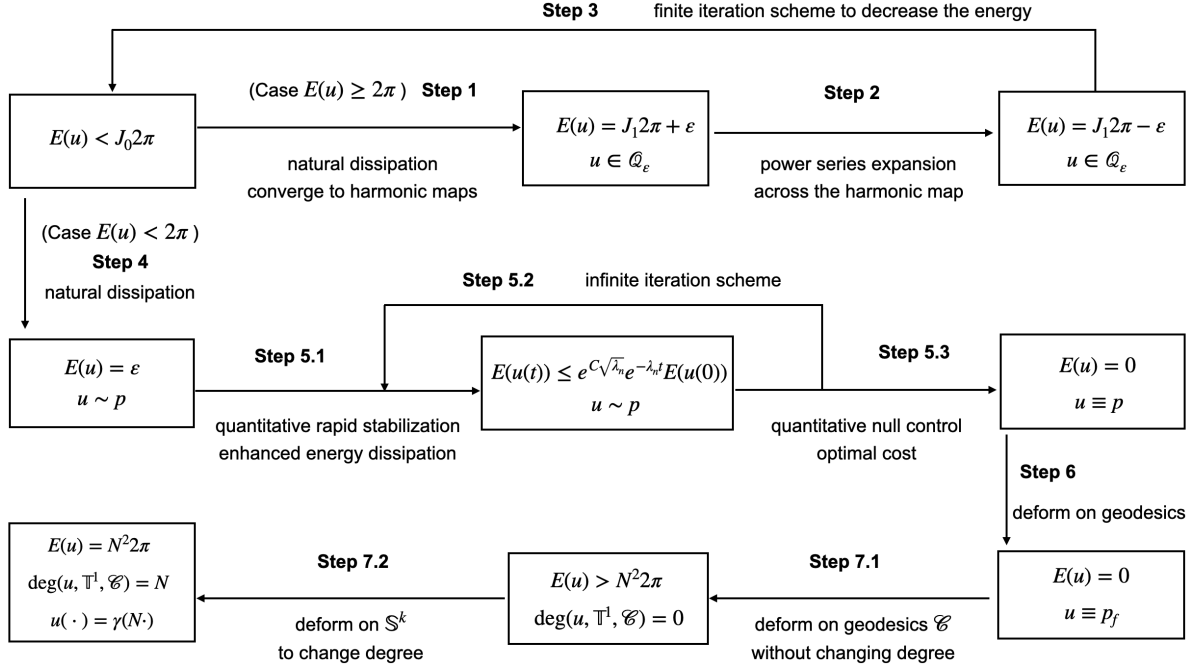 Step 3 finite iteration scheme to decrease the energy
(Case E(u) ≥ 2π ) Step 1
Step 2
E(u) < J₀2π
E(u) = J₁2π + ε
u ∈ 𝒬_ε
E(u) = J₁2π − ε
u ∈ 𝒬_ε
natural dissipation
converge to harmonic maps
power series expansion
across the harmonic map
(Case E(u) < 2π )
Step 4
natural dissipation
Step 5.2 infinite iteration scheme
Step 5.1
Step 5.3
E(u) = ε
u ∼ p
E(u(t)) ≤ e^{C√λₙ}e^{−λₙt}E(u(0))
u ∼ p
E(u) = 0
u ≡ p
quantitative rapid stabilization
enhanced energy dissipation
quantitative null control
optimal cost
Step 6
deform on geodesics
E(u) = N²2π
deg(u, 𝕋¹, 𝒞) = N
u( · ) = γ(N·)
Step 7.2
E(u) > N²2π
deg(u, 𝕋¹, 𝒞) = 0
Step 7.1
E(u) = 0
u ≡ p_f
deform on 𝕊ᵏ
to change degree
deform on geodesics 𝒞
without changing degree